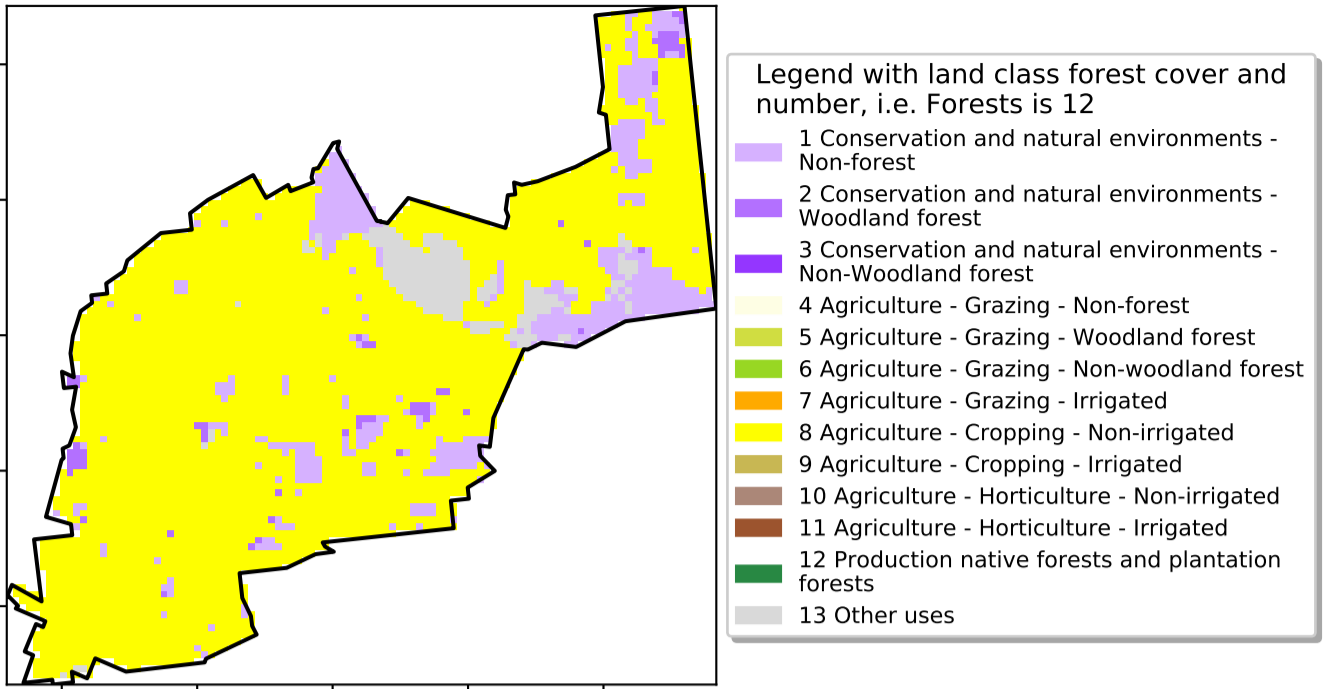 Legend with land class forest cover and
number, i.e. Forests is 12
1 Conservation and natural environments -
Non-forest
2 Conservation and natural environments -
Woodland forest
3 Conservation and natural environments -
Non-Woodland forest
4 Agriculture - Grazing - Non-forest
5 Agriculture - Grazing - Woodland forest
6 Agriculture - Grazing - Non-woodland forest
7 Agriculture - Grazing - Irrigated
8 Agriculture - Cropping - Non-irrigated
9 Agriculture - Cropping - Irrigated
10 Agriculture - Horticulture - Non-irrigated
11 Agriculture - Horticulture - Irrigated
12 Production native forests and plantation
forests
13 Other uses